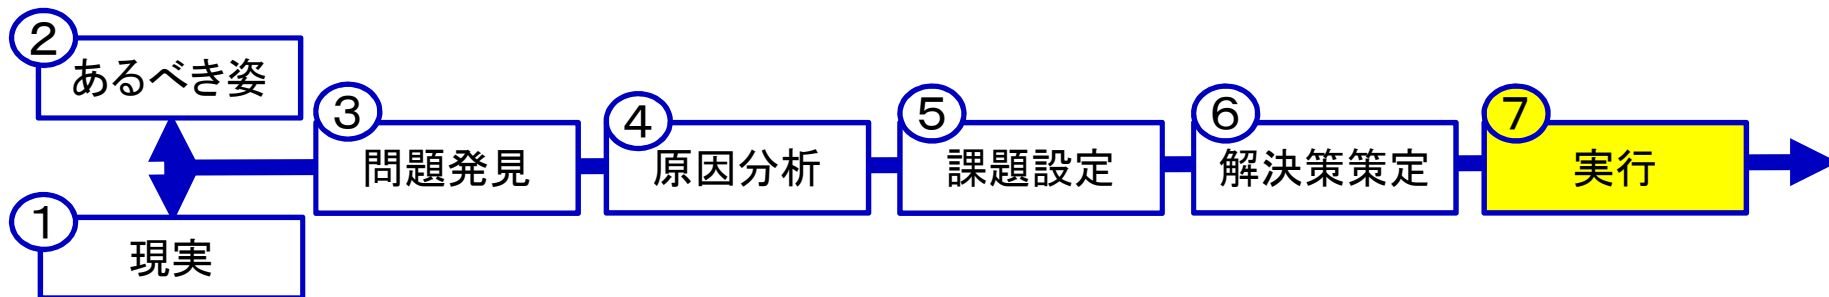 ②
あるべき姿
①
現実
③
問題発見
④
原因分析
⑤
課題設定
⑥
解決策策定
⑦
実行